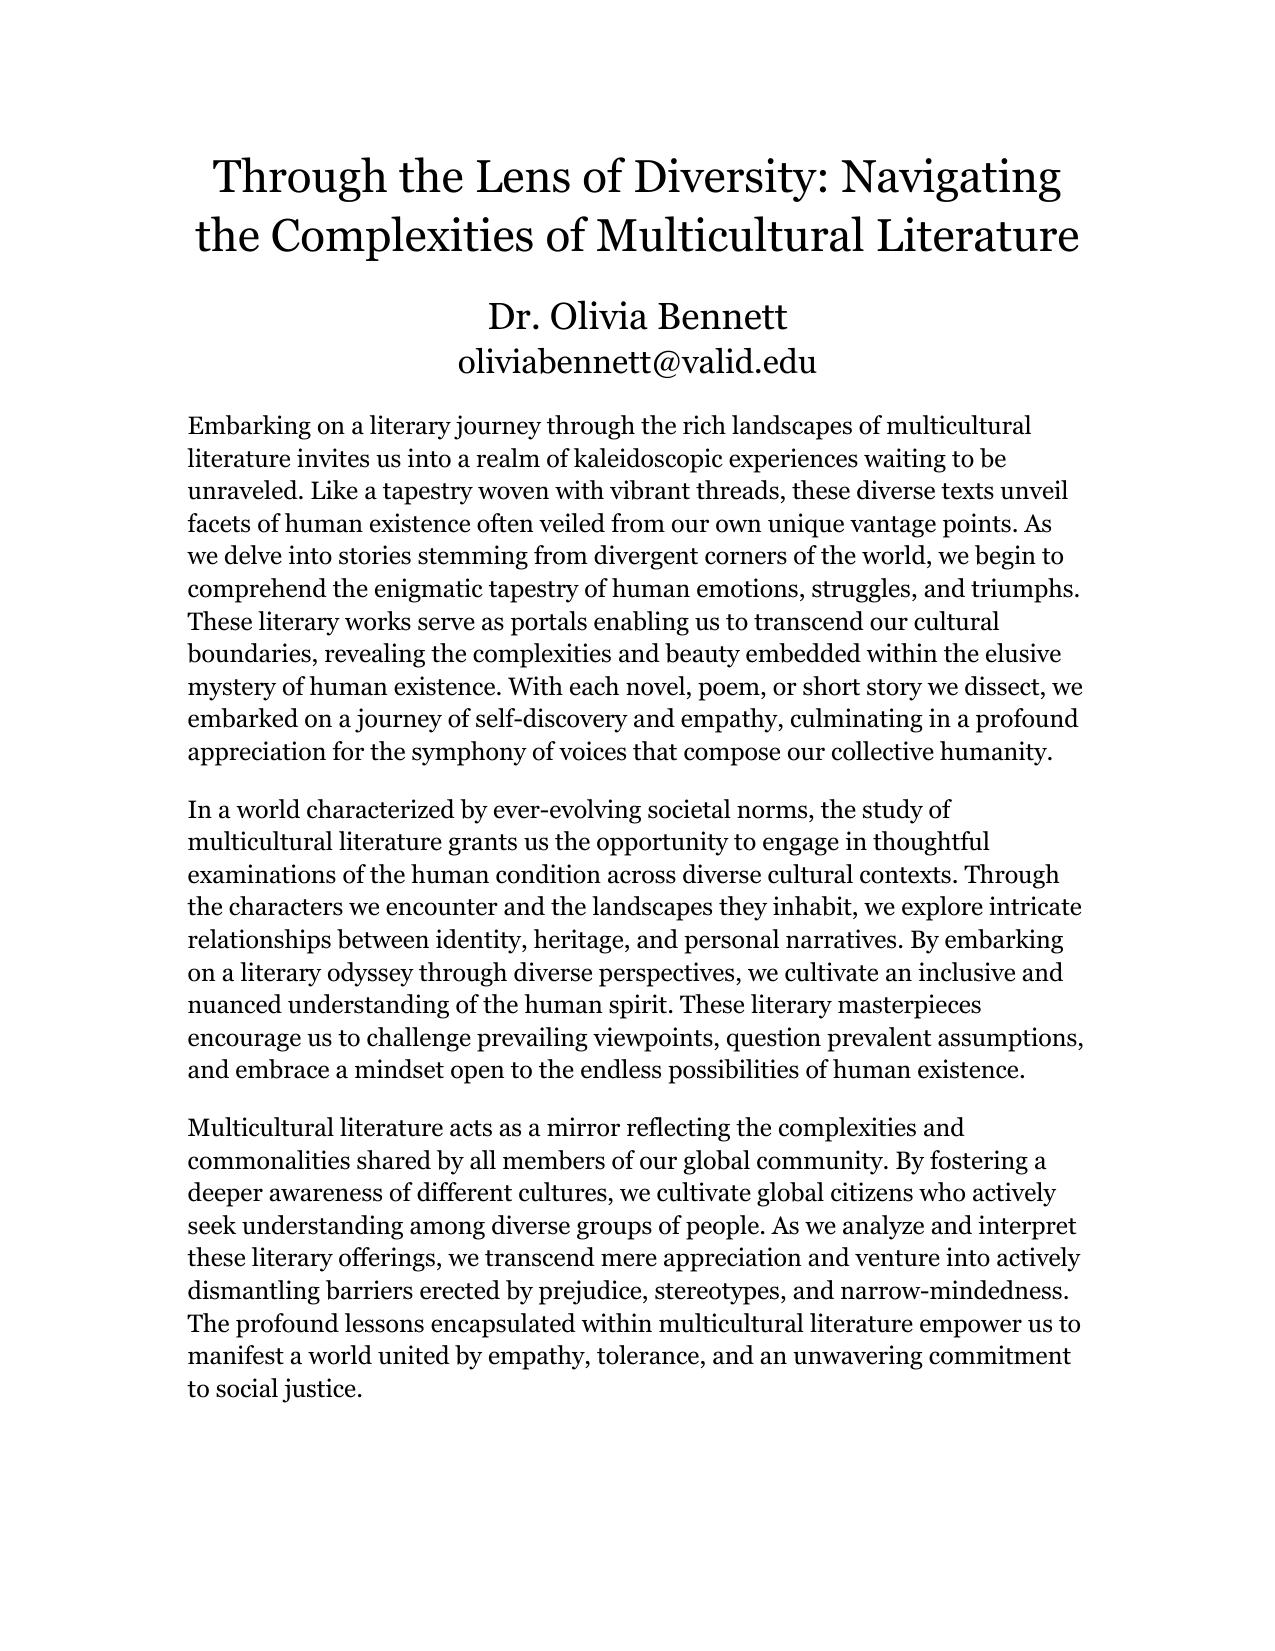 Through the Lens of Diversity: Navigating
the Complexities of Multicultural Literature
Dr. Olivia Bennett
oliviabennett@valid.edu
Embarking on a literary journey through the rich landscapes of multicultural
literature invites us into a realm of kaleidoscopic experiences waiting to be
unraveled. Like a tapestry woven with vibrant threads, these diverse texts unveil
facets of human existence often veiled from our own unique vantage points. As
we delve into stories stemming from divergent corners of the world, we begin to
comprehend the enigmatic tapestry of human emotions, struggles, and triumphs.
These literary works serve as portals enabling us to transcend our cultural
boundaries, revealing the complexities and beauty embedded within the elusive
mystery of human existence. With each novel, poem, or short story we dissect, we
embarked on a journey of self-discovery and empathy, culminating in a profound
appreciation for the symphony of voices that compose our collective humanity.
In a world characterized by ever-evolving societal norms, the study of
multicultural literature grants us the opportunity to engage in thoughtful
examinations of the human condition across diverse cultural contexts. Through
the characters we encounter and the landscapes they inhabit, we explore intricate
relationships between identity, heritage, and personal narratives. By embarking
on a literary odyssey through diverse perspectives, we cultivate an inclusive and
nuanced understanding of the human spirit. These literary masterpieces
encourage us to challenge prevailing viewpoints, question prevalent assumptions,
and embrace a mindset open to the endless possibilities of human existence.
Multicultural literature acts as a mirror reflecting the complexities and
commonalities shared by all members of our global community. By fostering a
deeper awareness of different cultures, we cultivate global citizens who actively
seek understanding among diverse groups of people. As we analyze and interpret
these literary offerings, we transcend mere appreciation and venture into actively
dismantling barriers erected by prejudice, stereotypes, and narrow-mindedness.
The profound lessons encapsulated within multicultural literature empower us to
manifest a world united by empathy, tolerance, and an unwavering commitment
to social justice.